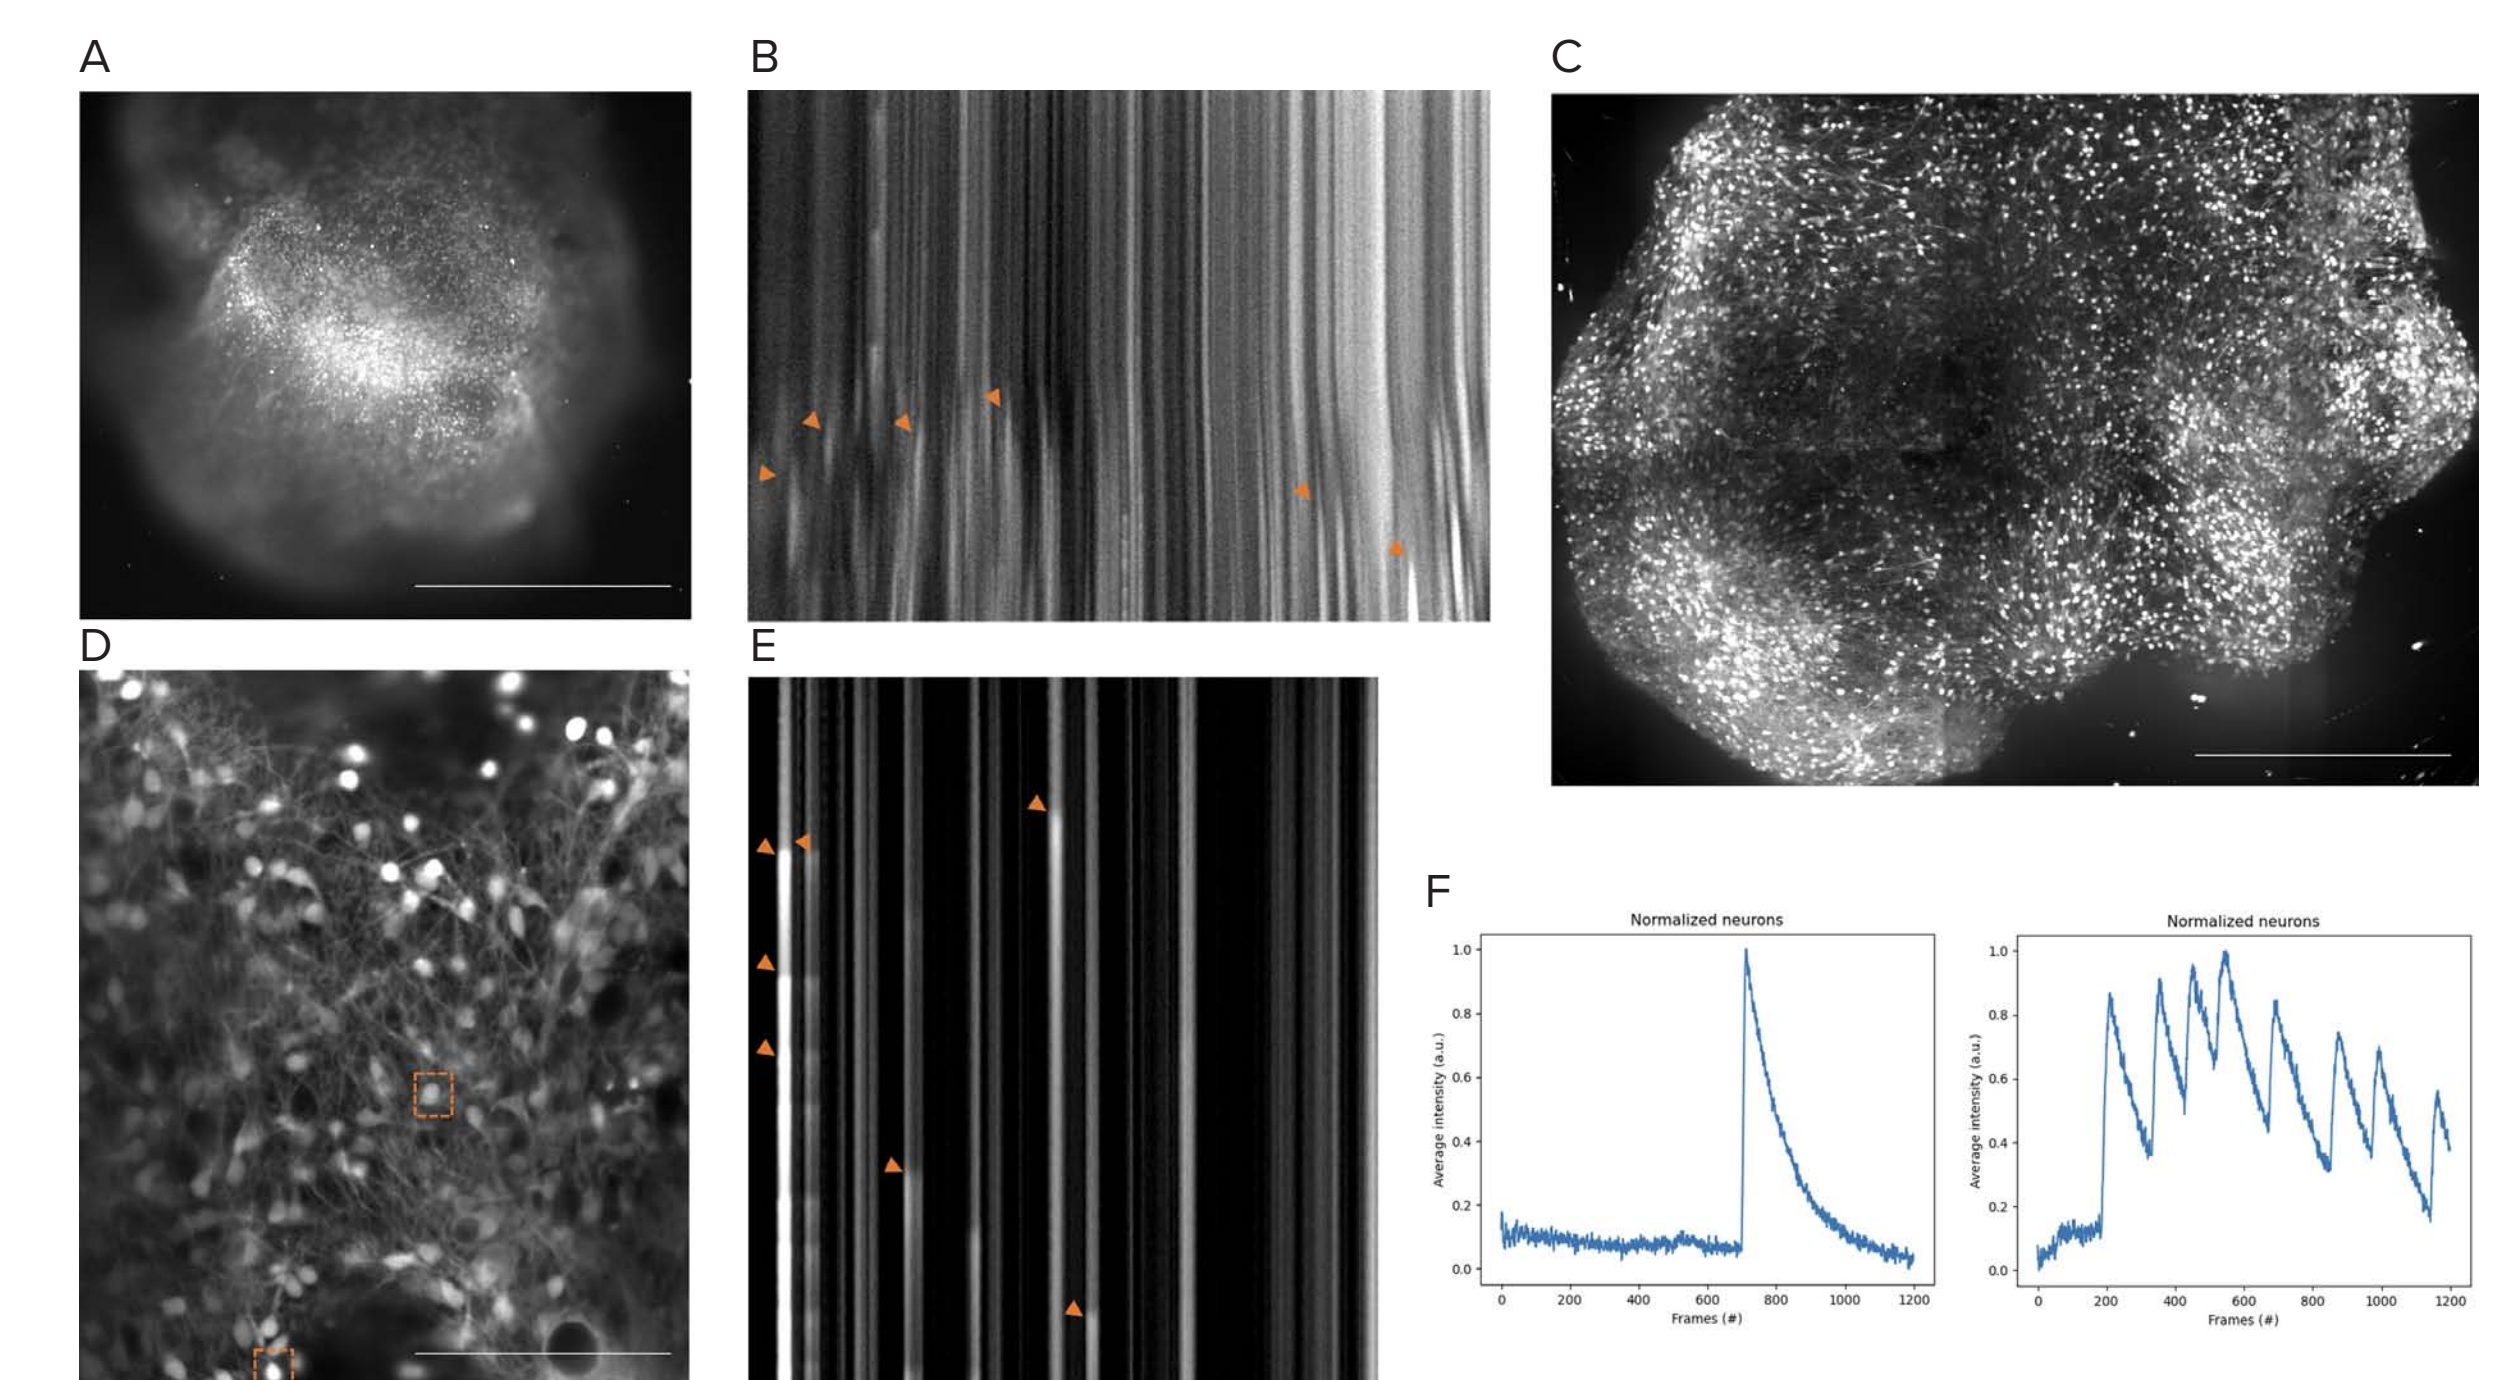 A
B
C
D
E
F
Normalized neurons
Average intensity (a.u.)
1.0
0.8
0.6
0.4
0.2
0.0
0 200 400 600 800 1000 1200
Frames (#)
Normalized neurons
Average intensity (a.u.)
1.0
0.8
0.6
0.4
0.2
0.0
0 200 400 600 800 1000 1200
Frames (#)